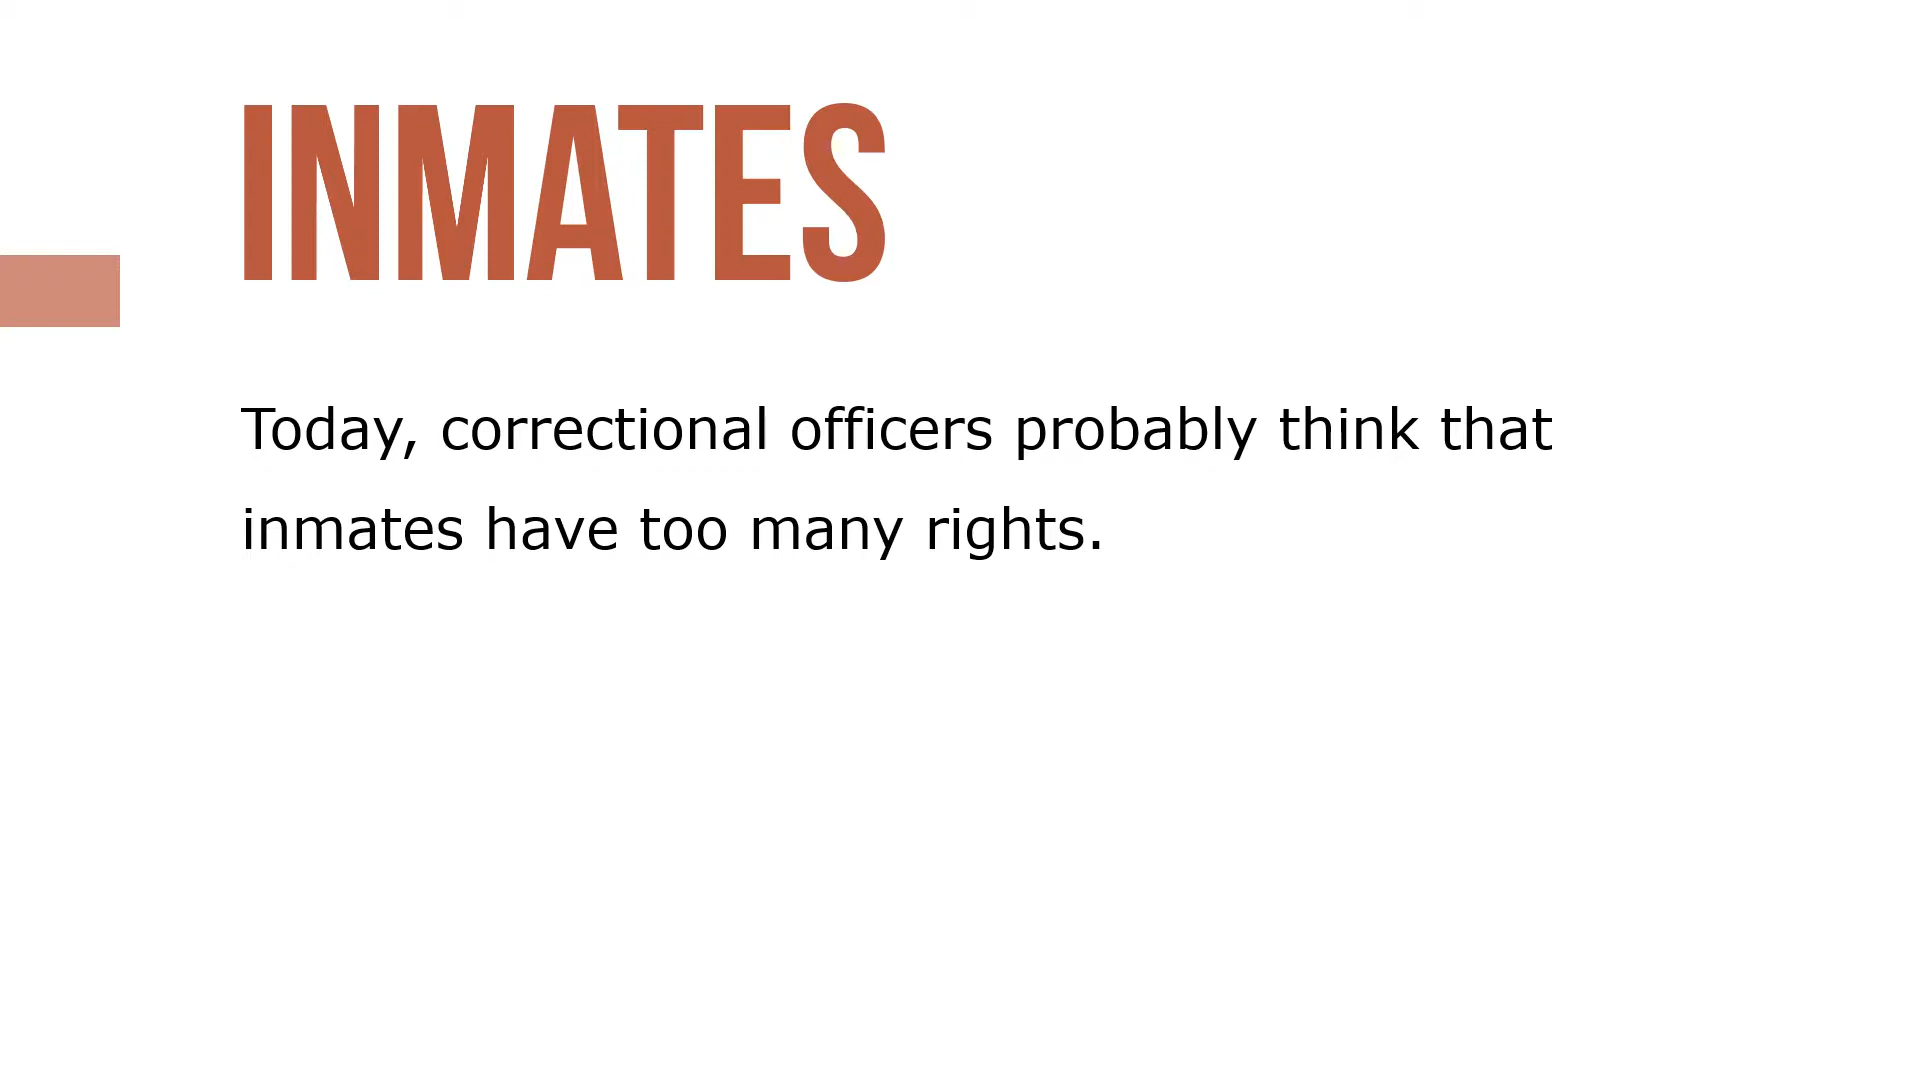 INMATES
Today, correctional officers probably think that
inmates have too many rights.